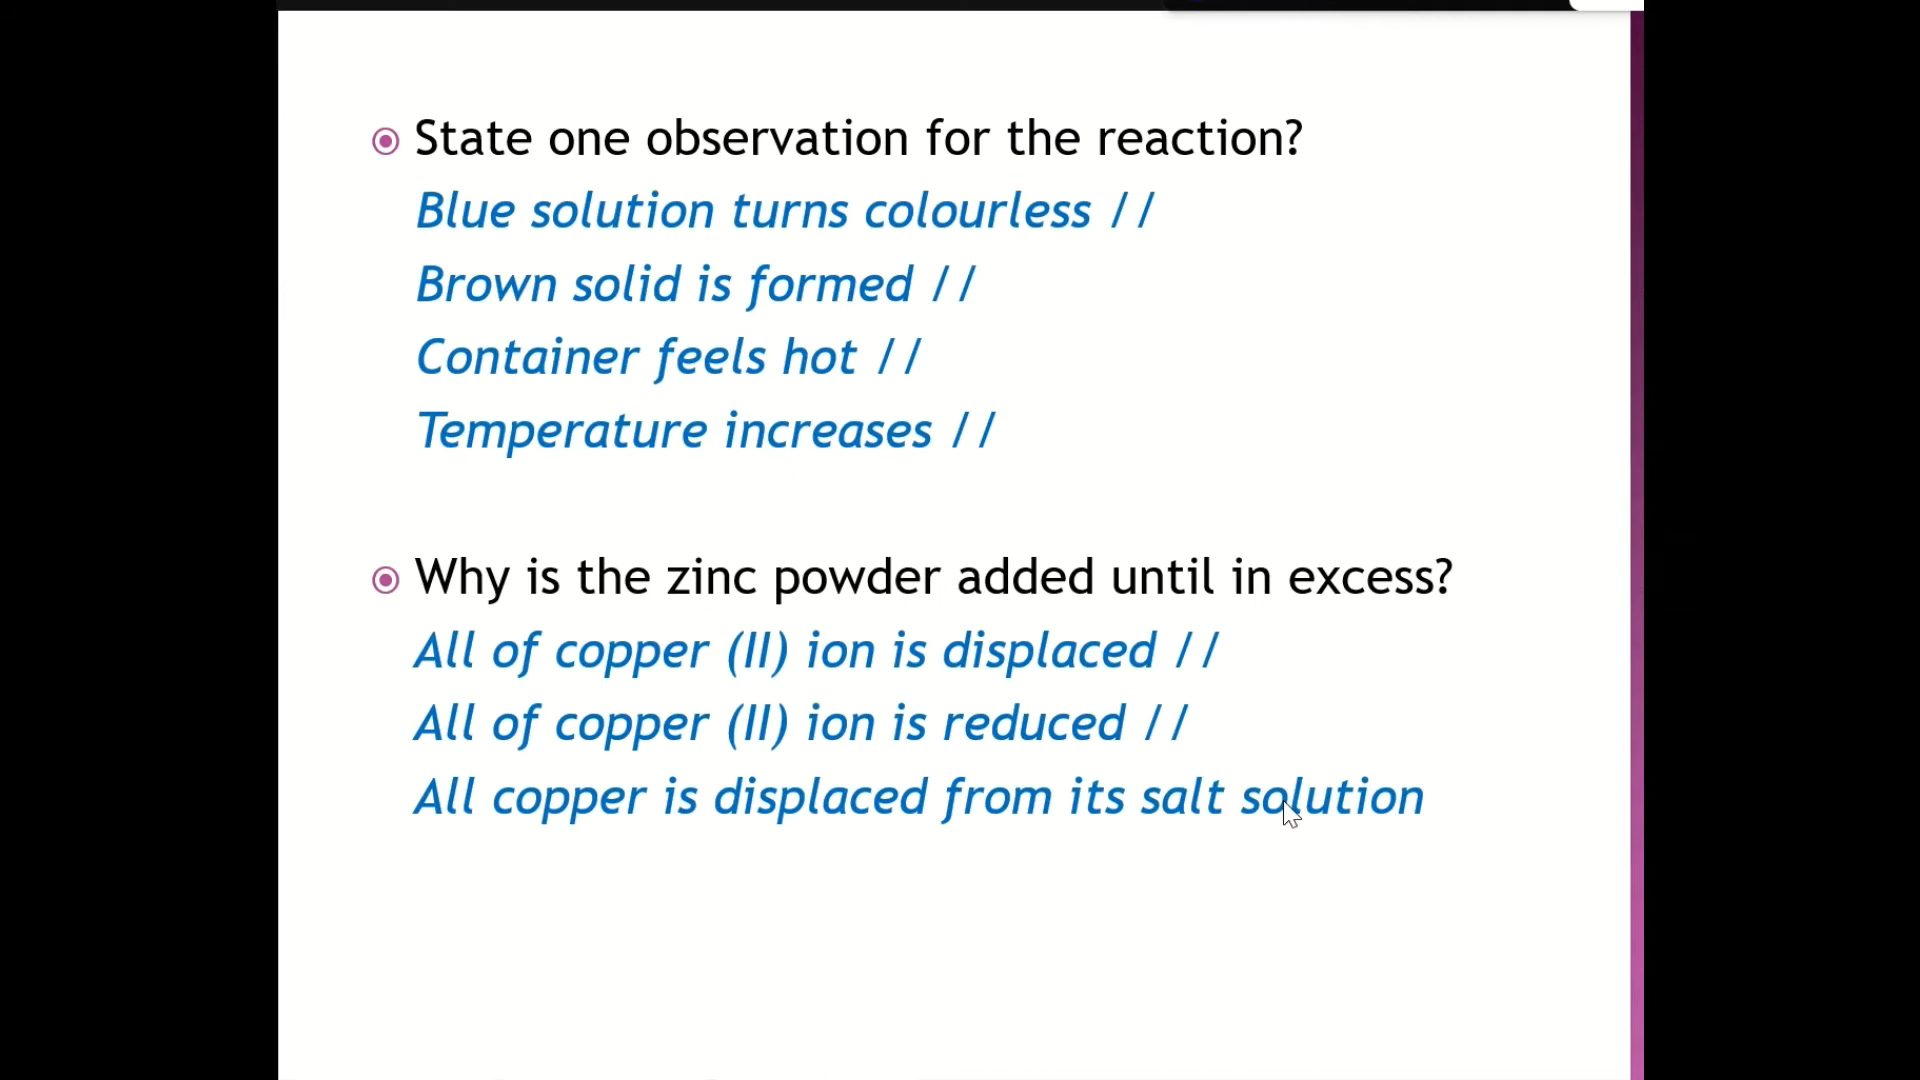 State one observation for the reaction?
Blue solution turns colourless //
Brown solid is formed //
Container feels hot //
Temperature increases //
Why is the zinc powder added until in excess?
All of copper (II) ion is displaced //
All of copper (II) ion is reduced //
All copper is displaced from its salt solution